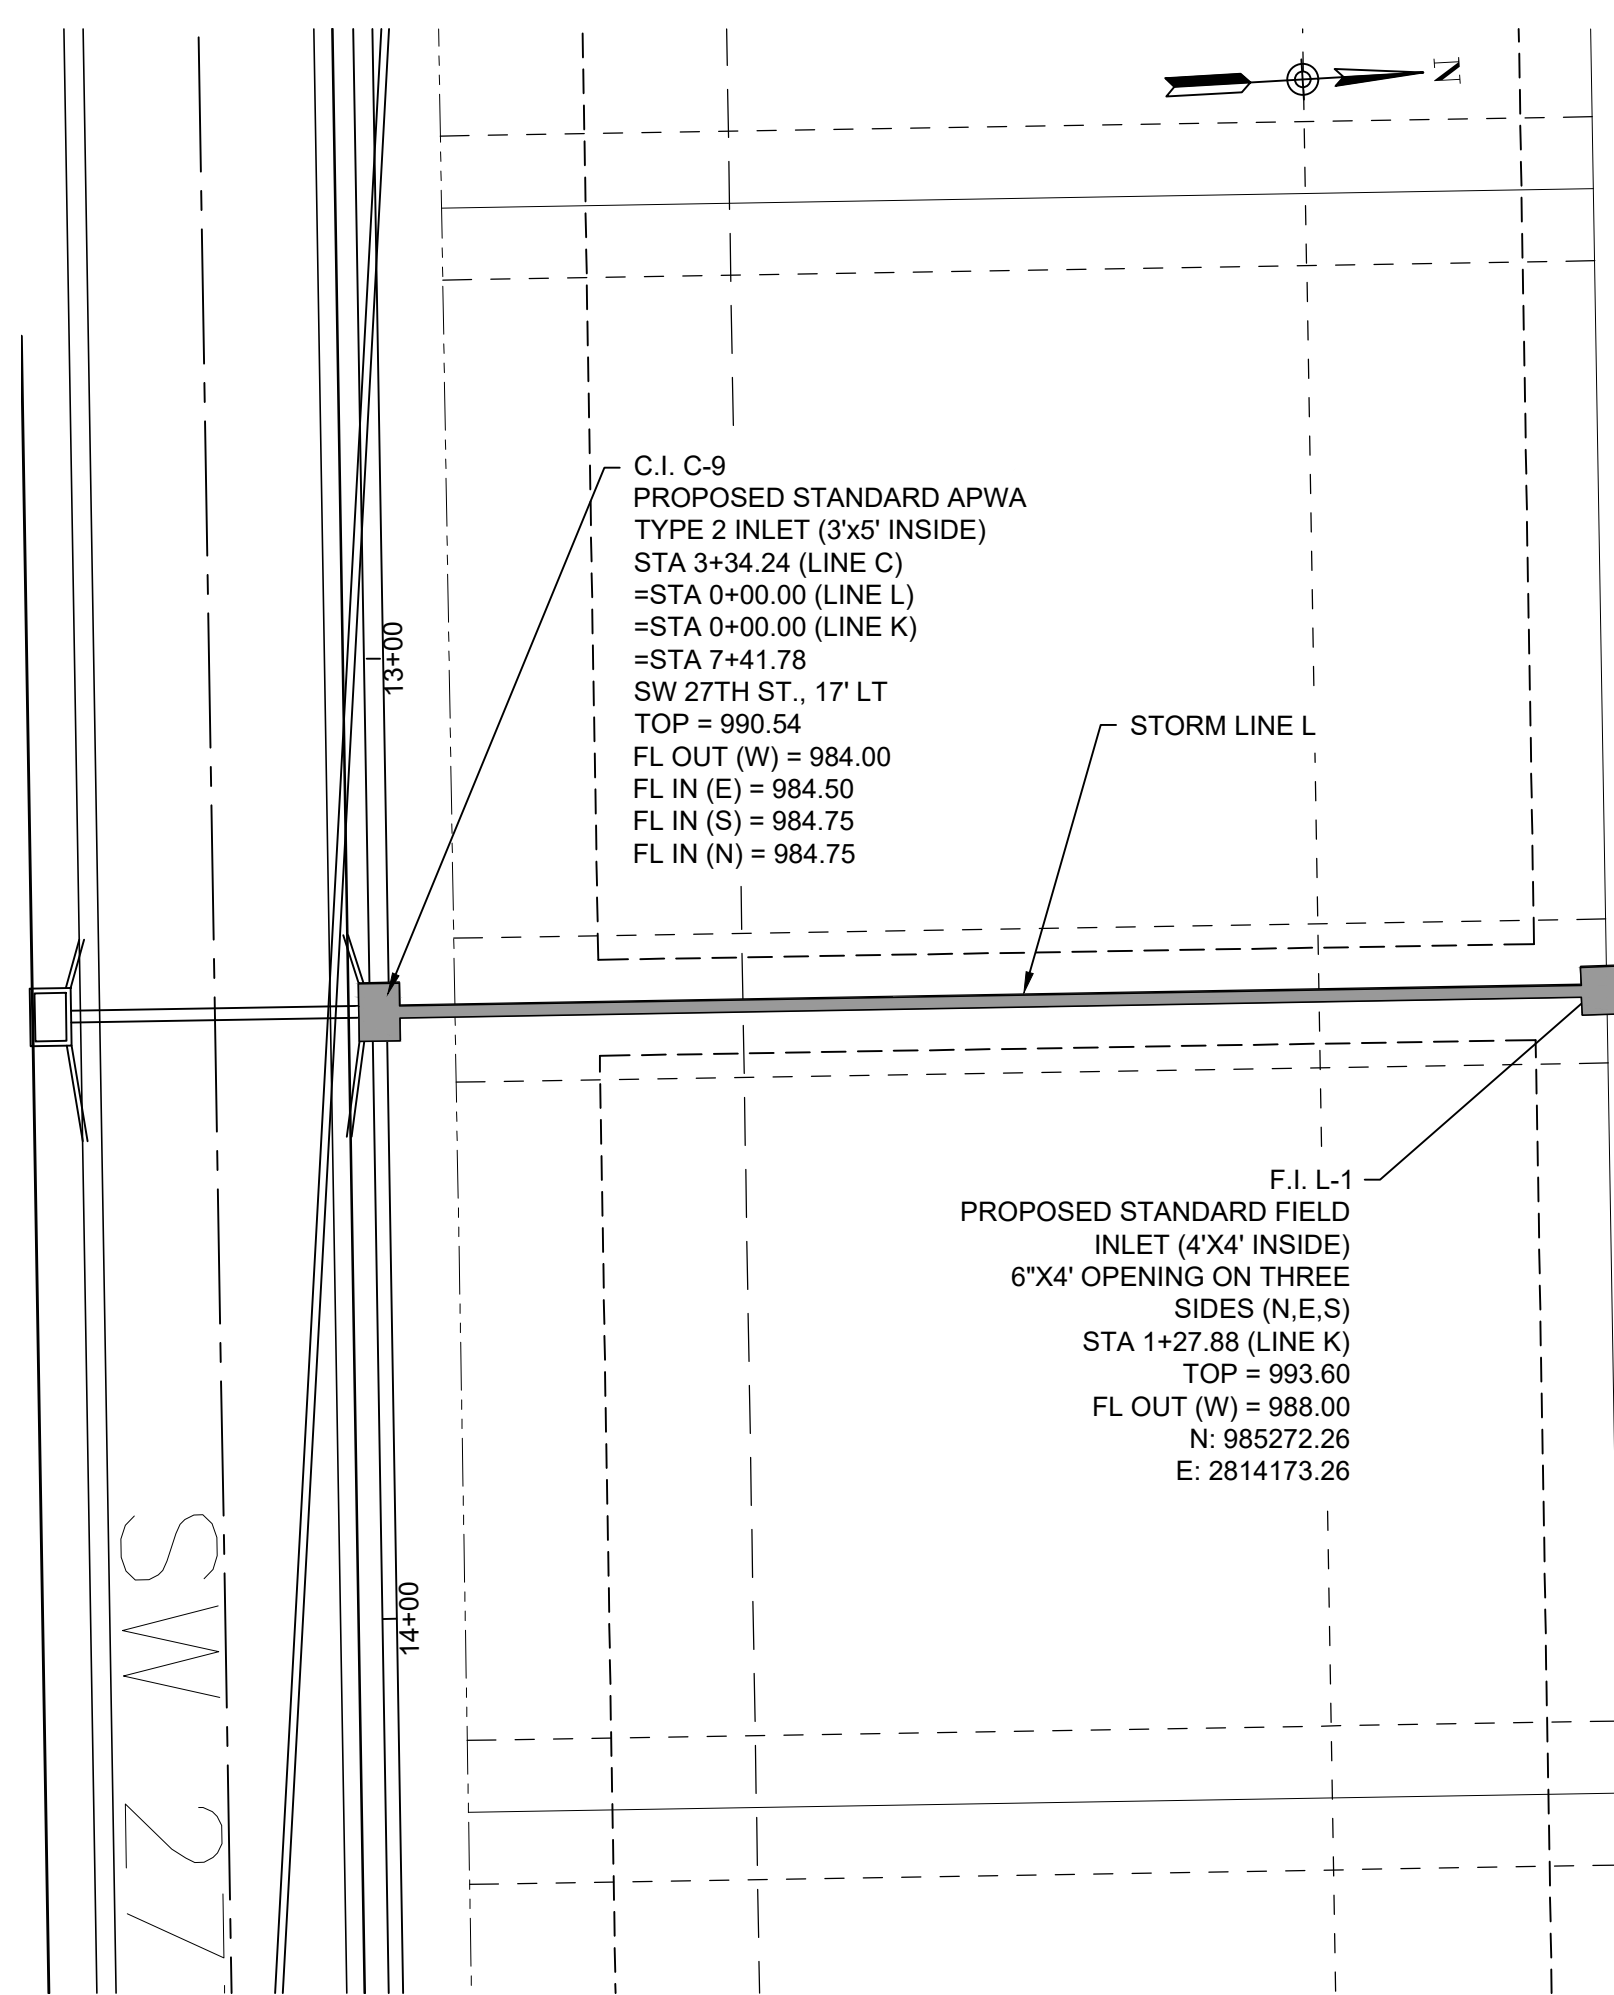 N
C.I. C-9
PROPOSED STANDARD APWA
TYPE 2 INLET (3'x5' INSIDE)
STA 3+34.24 (LINE C)
=STA 0+00.00 (LINE L)
=STA 0+00.00 (LINE K)
=STA 7+41.78
SW 27TH ST., 17' LT
TOP = 990.54
FL OUT (W) = 984.00
FL IN (E) = 984.50
FL IN (S) = 984.75
FL IN (N) = 984.75
13+00
STORM LINE L
F.I. L-1
PROPOSED STANDARD FIELD
INLET (4'X4' INSIDE)
6"X4' OPENING ON THREE
SIDES (N,E,S)
STA 1+27.88 (LINE K)
TOP = 993.60
FL OUT (W) = 988.00
N: 985272.26
E: 2814173.26
14+00
SW 27